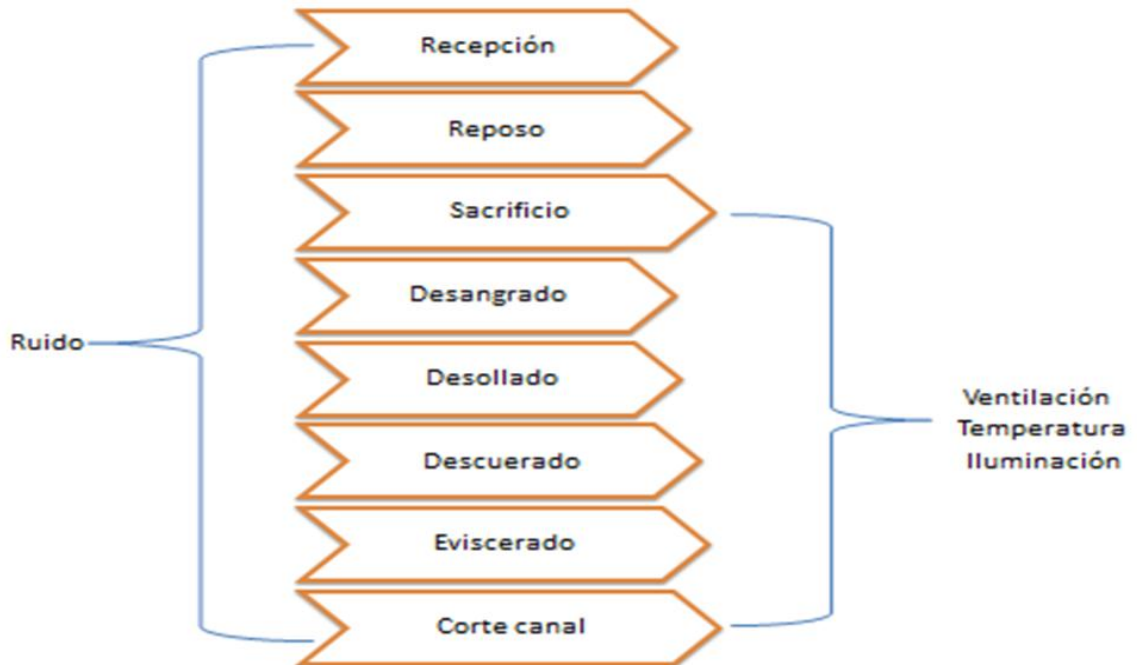 Recepción
Reposo
Sacrificio
Desangrado
Ruido
Desollado
Ventilación
Temperatura
Iluminación
Descuerado
Eviscerado
Corte canal